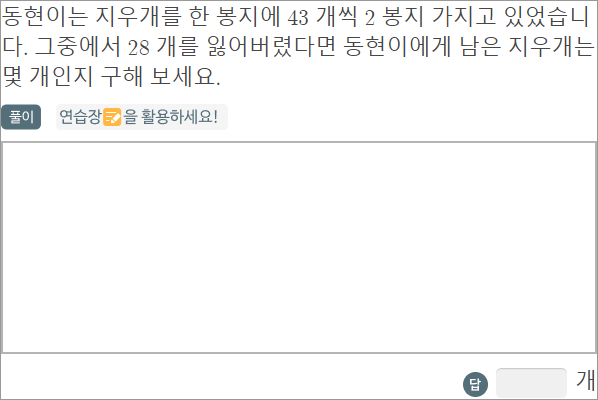 동현이는 지우개를 한 봉지에 43 개씩 2 봉지 가지고 있었습니
다. 그중에서 28 개를 잃어버렸다면 동현이에게 남은 지우개는
몇 개인지 구해 보세요.
풀이 연습장을 활용하세요!
답 개